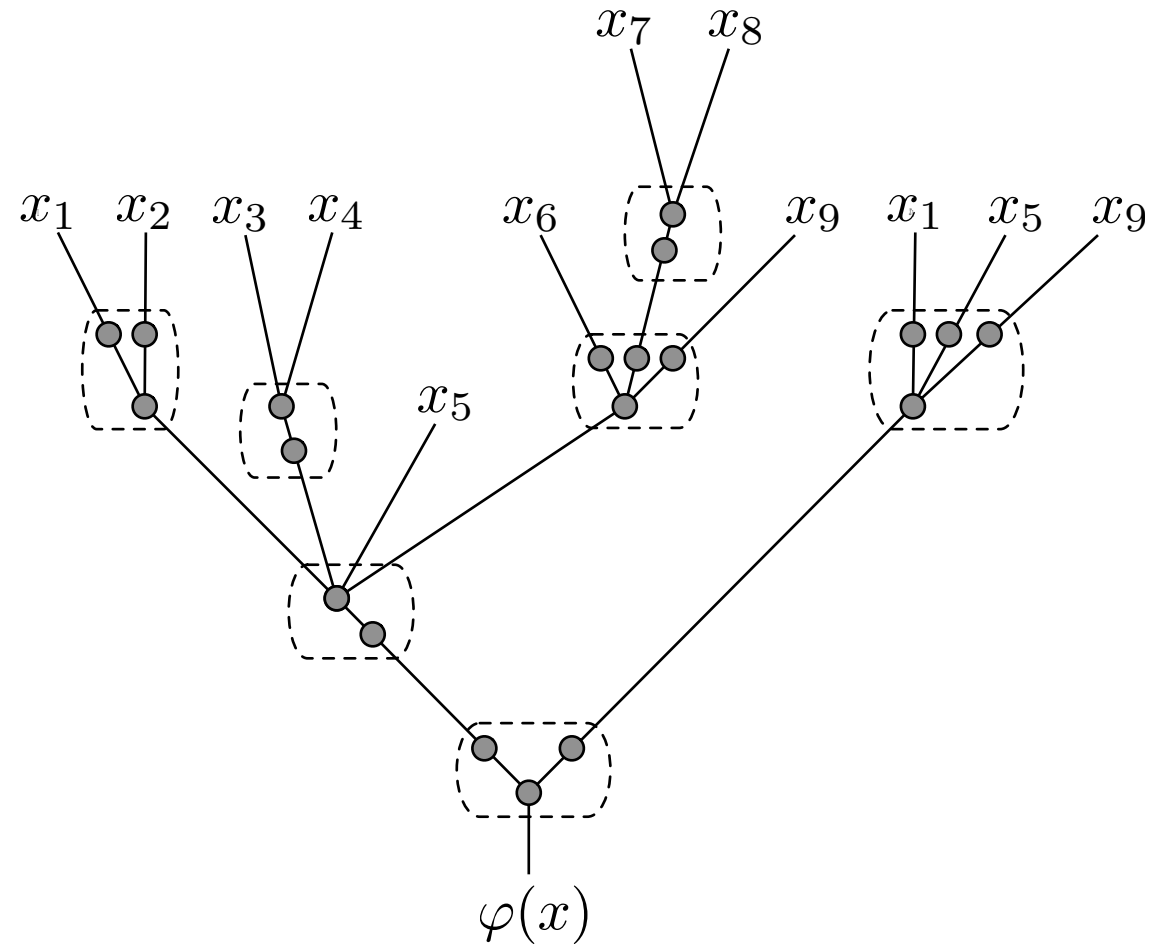 x₇ x₈
x₁ x₂ x₃ x₄ x₆ x₉ x₁ x₅ x₉
x₅
φ(x)